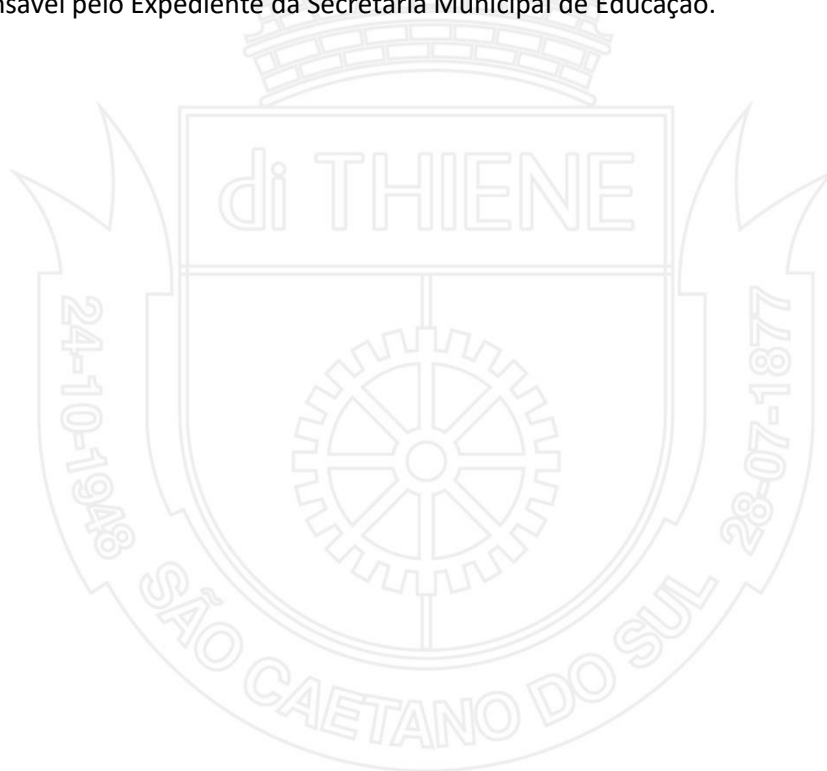 nsável pelo Expediente da Secretaria Municipal de Educação.
di THIENE
24-10-1948
SÃO CAETANO DO SUL
28-07-1877